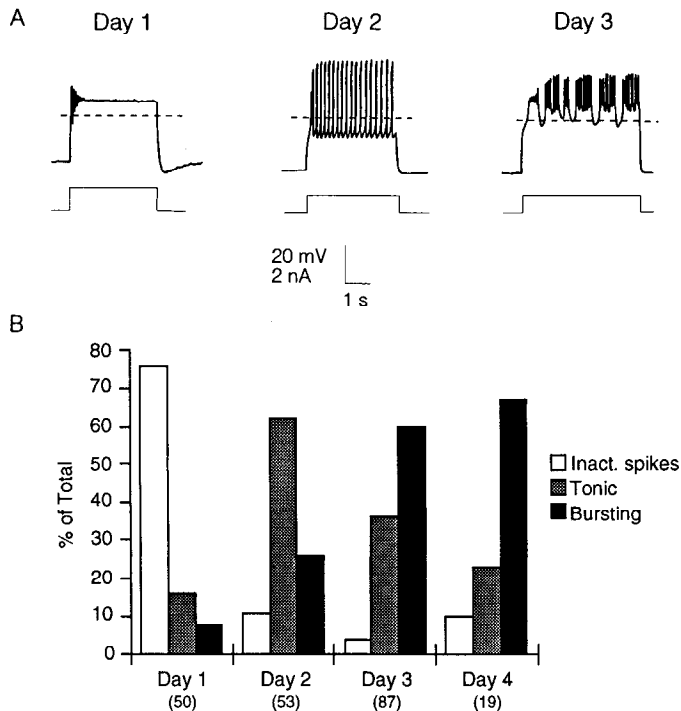 A
Day 1 Day 2 Day 3
20 mV
2 nA
1 s
B
% of Total
80
70
60
50
40
30
20
10
0
Inact. spikes
Tonic
Bursting
Day 1 Day 2 Day 3 Day 4
(50) (53) (87) (19)